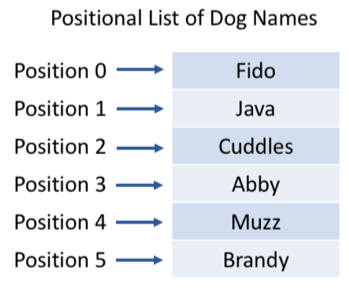 Positional List of Dog Names
Position 0 Fido
Position 1 Java
Position 2 Cuddles
Position 3 Abby
Position 4 Muzz
Position 5 Brandy